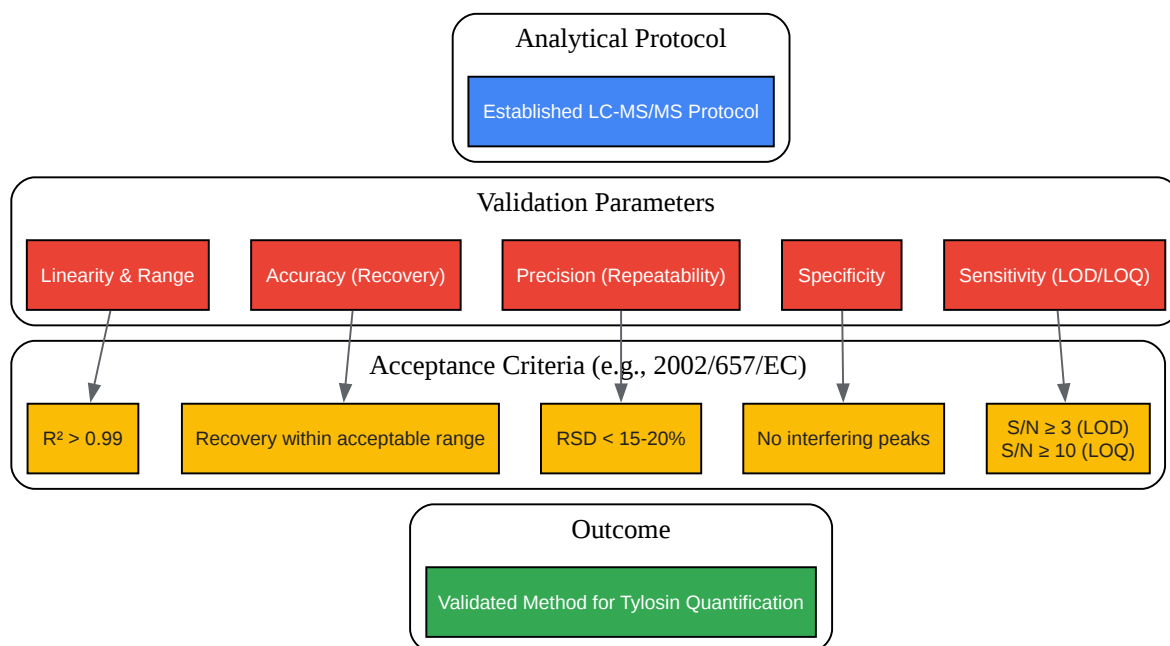 Analytical Protocol
Established LC-MS/MS Protocol
Validation Parameters
Linearity & Range
Accuracy (Recovery)
Precision (Repeatability)
Specificity
Sensitivity (LOD/LOQ)
Acceptance Criteria (e.g., 2002/657/EC)
R² > 0.99
Recovery within acceptable range
RSD < 15-20%
No interfering peaks
S/N ≥ 3 (LOD)
S/N ≥ 10 (LOQ)
Outcome
Validated Method for Tylosin Quantification